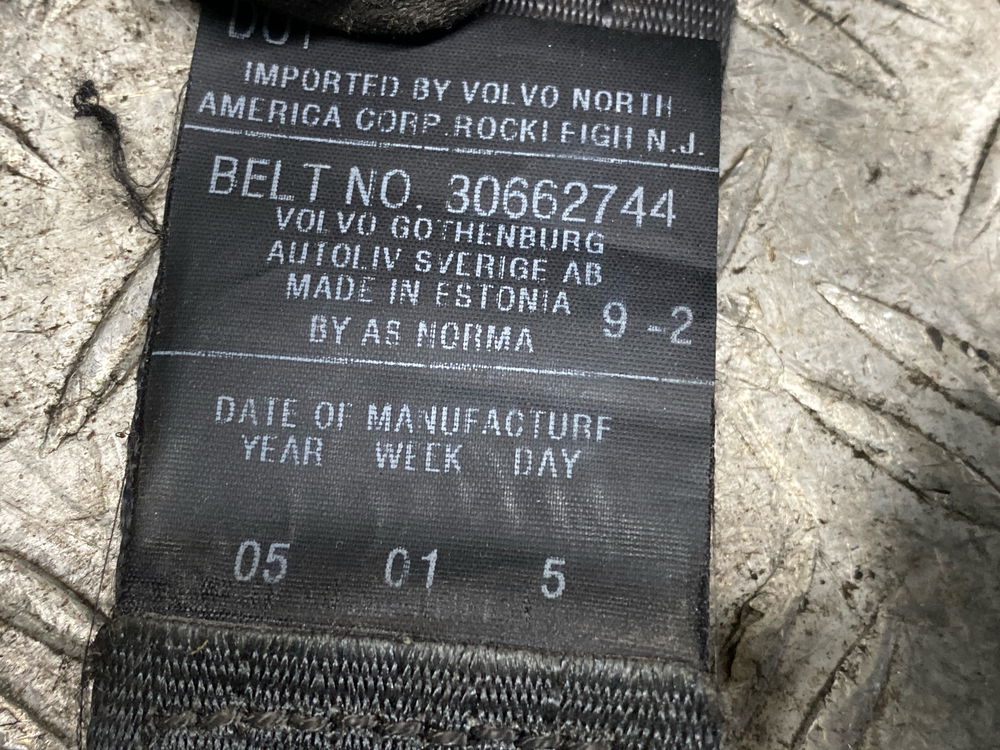 DOT
IMPORTED BY VOLVO NORTH
AMERICA CORP. ROCKLEIGH N.J.
BELT NO. 30662744
VOLVO GOTHENBURG
AUTOLIV SVERIGE AB
MADE IN ESTONIA 9-2
BY AS NORMA
DATE OF MANUFACTURE
YEAR WEEK DAY
05 01 5